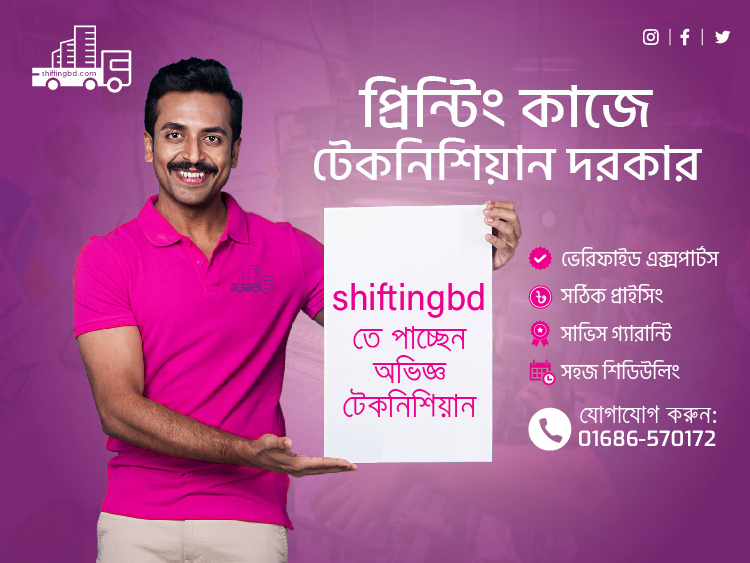 shiftingbd.com
প্রিন্টিং কাজে
টেকনিশিয়ান দরকার
shiftingbd
তে পাচ্ছেন
অভিজ্ঞ
টেকনিশিয়ান
ভেরিফাইড এক্সপার্টস
সঠিক প্রাইসিং
সার্ভিস গ্যারান্টি
সহজ শিডিউলিং
যোগাযোগ করুন:
01686-570172